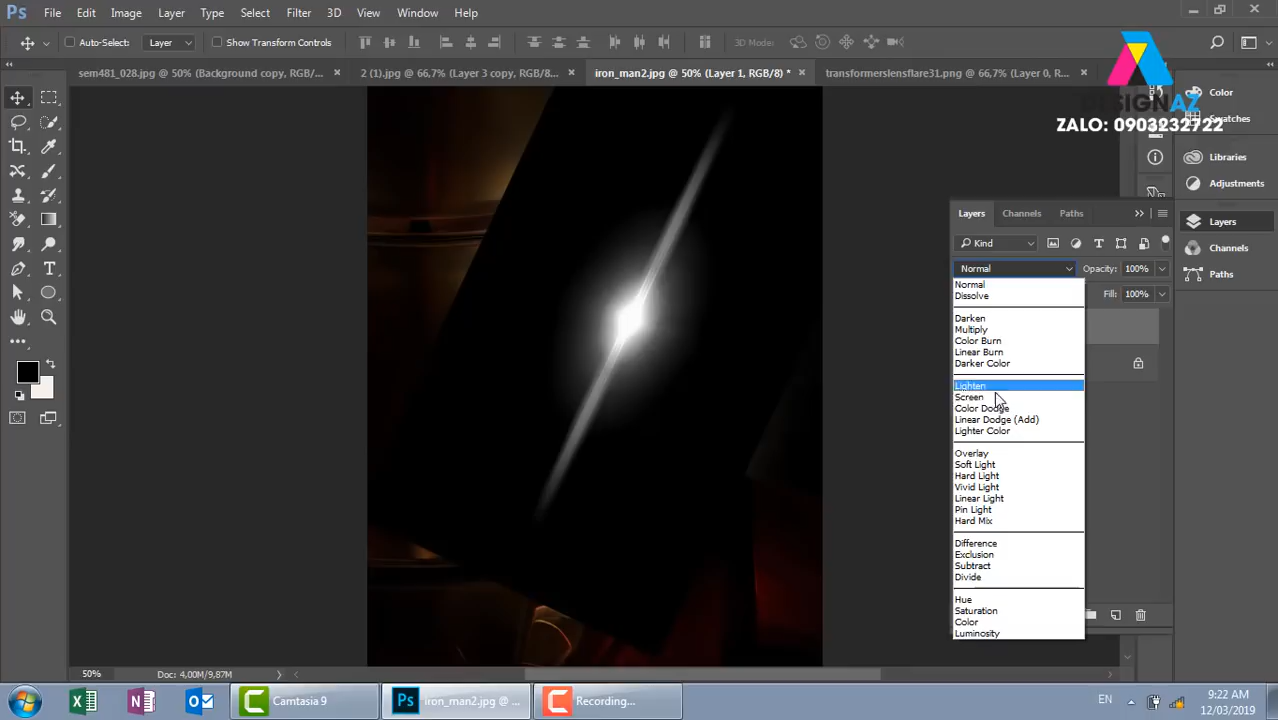 Ps File Edit Image Layer Type Select Filter 3D View Window Help
Auto-Select: Layer Show Transform Controls 3D Mode:
sem481_028.jpg @ 50% (Background copy, RGB/... × 2 (1).jpg @ 66,7% (Layer 3 copy, RGB/8... × iron_man2.jpg @ 50% (Layer 1, RGB/8) * × transformerslensflare31.png @ 66,7% (Layer 0, R... ×
DESIGNAZ
ZALO: 0903232722
Color
Swatches
Libraries
Adjustments
Layers
Channels
Paths
Layers Channels Paths
Kind
Normal Opacity: 100%
Fill: 100%
Normal
Dissolve
Darken
Multiply
Color Burn
Linear Burn
Darker Color
Lighten
Screen
Color Dodge
Linear Dodge (Add)
Lighter Color
Overlay
Soft Light
Hard Light
Vivid Light
Linear Light
Pin Light
Hard Mix
Difference
Exclusion
Subtract
Divide
Hue
Saturation
Color
Luminosity
50% Doc: 4,00M/9,87M
Camtasia 9 iron_man2.jpg @ ... Recording... EN 9:22 AM
12/03/2019